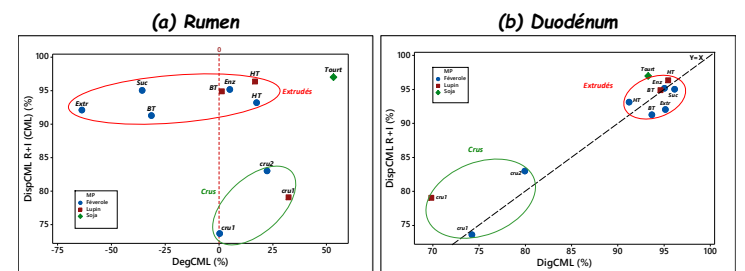 (a) Rumen
(b) Duodénum
0
DispCML R+I (CML) (%)
100
95
90
85
80
75
Tourt
Suc
Enz
HT
BT
HT
Extr
BT
Extrudés
cru2
Crus
cru1
cru1
MP
Féverole
Lupin
Soja
-75
-50
-25
0
25
50
DegCML (%)
DispCML R+I (%)
100
95
90
85
80
75
Y=X
MP
Féverole
Lupin
Soja
Tourt
HT
Enz
Extrudés
BT
Suc
HT
Extr
BT
Crus
cru2
cru1
cru1
70
75
80
85
90
95
100
DigCML (%)